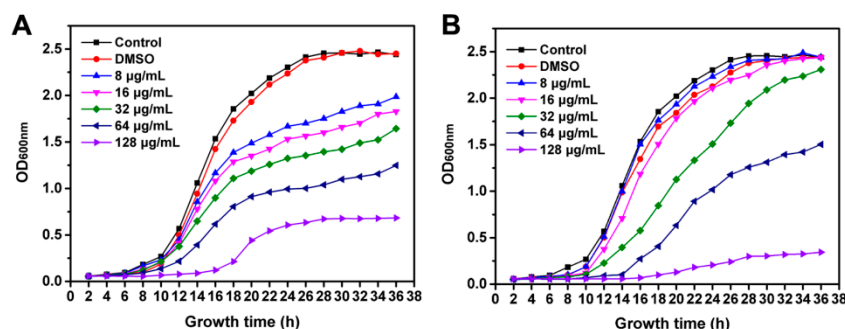 A
Control
DMSO
8 μg/mL
16 μg/mL
32 μg/mL
64 μg/mL
128 μg/mL
OD600nm
2.5
2.0
1.5
1.0
0.5
0.0
0 2 4 6 8 10 12 14 16 18 20 22 24 26 28 30 32 34 36 38
Growth time (h)
B
Control
DMSO
8 μg/mL
16 μg/mL
32 μg/mL
64 μg/mL
128 μg/mL
OD600nm
2.5
2.0
1.5
1.0
0.5
0.0
0 2 4 6 8 10 12 14 16 18 20 22 24 26 28 30 32 34 36 38
Growth time (h)